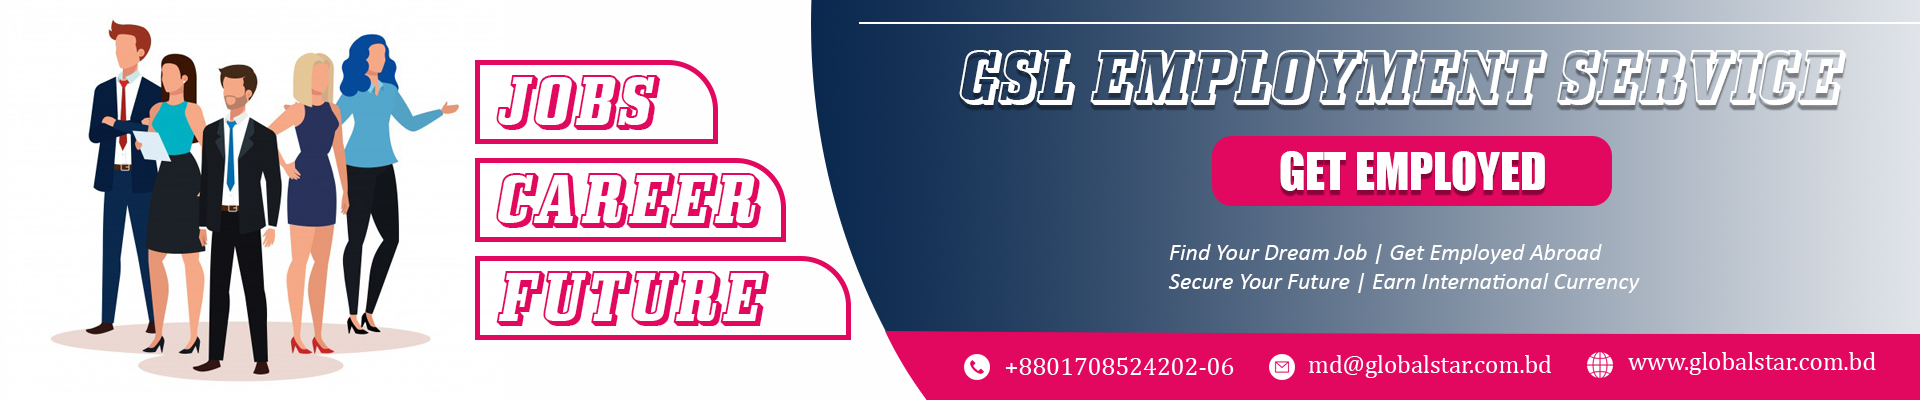 JOBS
CAREER
FUTURE
GSL EMPLOYMENT SERVICE
GET EMPLOYED
Find Your Dream Job | Get Employed Abroad
Secure Your Future | Earn International Currency
+8801708524202-06
md@globalstar.com.bd
www.globalstar.com.bd